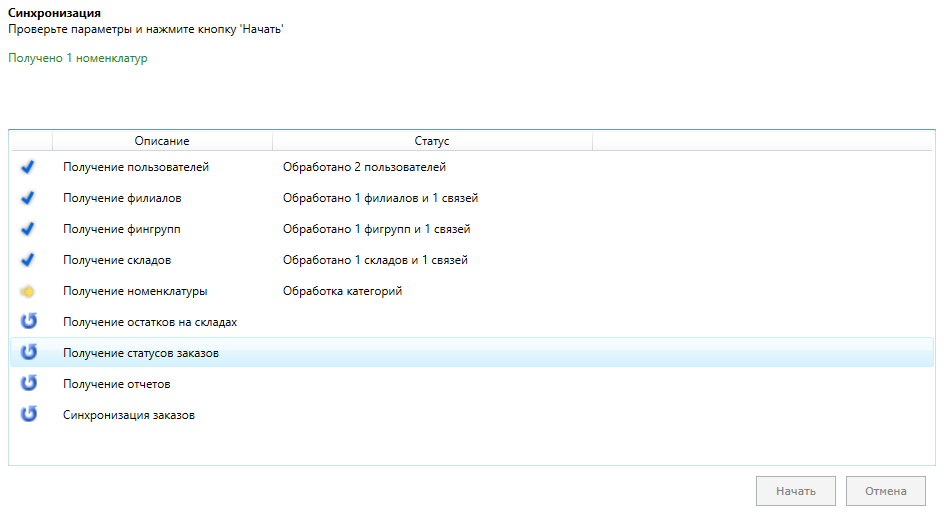 Синхронизация
Проверьте параметры и нажмите кнопку 'Начать'
Получено 1 номенклатур
Описание Статус
Получение пользователей Обработано 2 пользователей
Получение филиалов Обработано 1 филиалов и 1 связей
Получение фингрупп Обработано 1 фигрупп и 1 связей
Получение складов Обработано 1 складов и 1 связей
Получение номенклатуры Обработка категорий
Получение остатков на складах
Получение статусов заказов
Получение отчетов
Синхронизация заказов
Начать Отмена